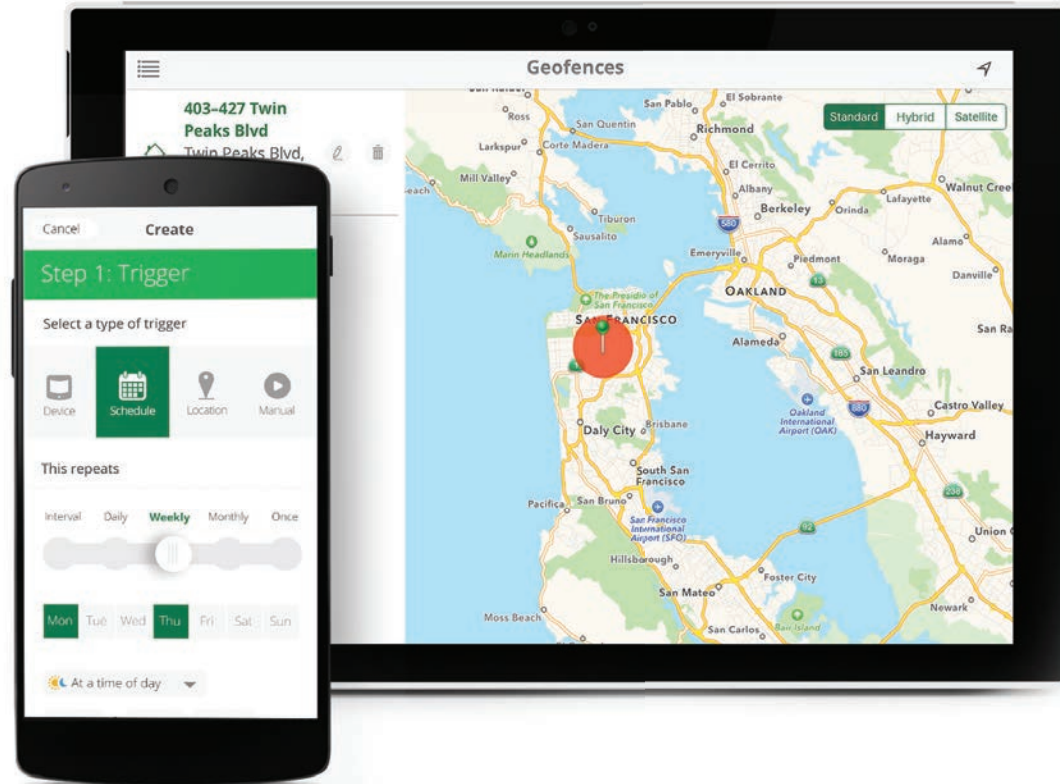 Geofences
403–427 Twin
Peaks Blvd
Twin Peaks Blvd,
Standard Hybrid Satellite
San Pablo
El Sobrante
Ross
San Quentin
Richmond
Larkspur
Corte Madera
El Cerrito
Mill Valley
Albany
Walnut Cree
Lafayette
Berkeley
Orinda
Tiburon
580
Sausalito
Alamo
Marin Headlands
Emeryville
Piedmont
Moraga
Danville
13
OAKLAND
The Presidio of
San Francisco
SAN FRANCISCO
San Ra
Alameda
185
San Leandro
Oakland
International
Airport (OAK)
880
Castro Valley
Daly City
Brisbane
Hayward
South San
Francisco
238
Pacifica
San Bruno
San Francisco
International
Airport (SFO)
92
Union
Hillsborough
Foster City
San Mateo
Newark
Moss Beach
San Carlos
Bair Island
Cancel
Create
Step 1: Trigger
Select a type of trigger
Device Schedule Location Manual
This repeats
Interval Daily Weekly Monthly Once
Mon Tue Wed Thu Fri Sat Sun
At a time of day